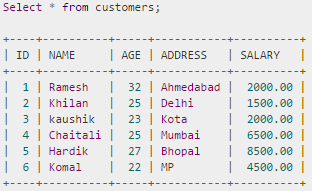 Select * from customers;
+----+----------+-----+-----------+----------+
| ID | NAME     | AGE | ADDRESS   | SALARY   |
+----+----------+-----+-----------+----------+
|  1 | Ramesh   |  32 | Ahmedabad |  2000.00 |
|  2 | Khilan   |  25 | Delhi     |  1500.00 |
|  3 | kaushik  |  23 | Kota      |  2000.00 |
|  4 | Chaitali |  25 | Mumbai    |  6500.00 |
|  5 | Hardik   |  27 | Bhopal    |  8500.00 |
|  6 | Komal    |  22 | MP        |  4500.00 |
+----+----------+-----+-----------+----------+